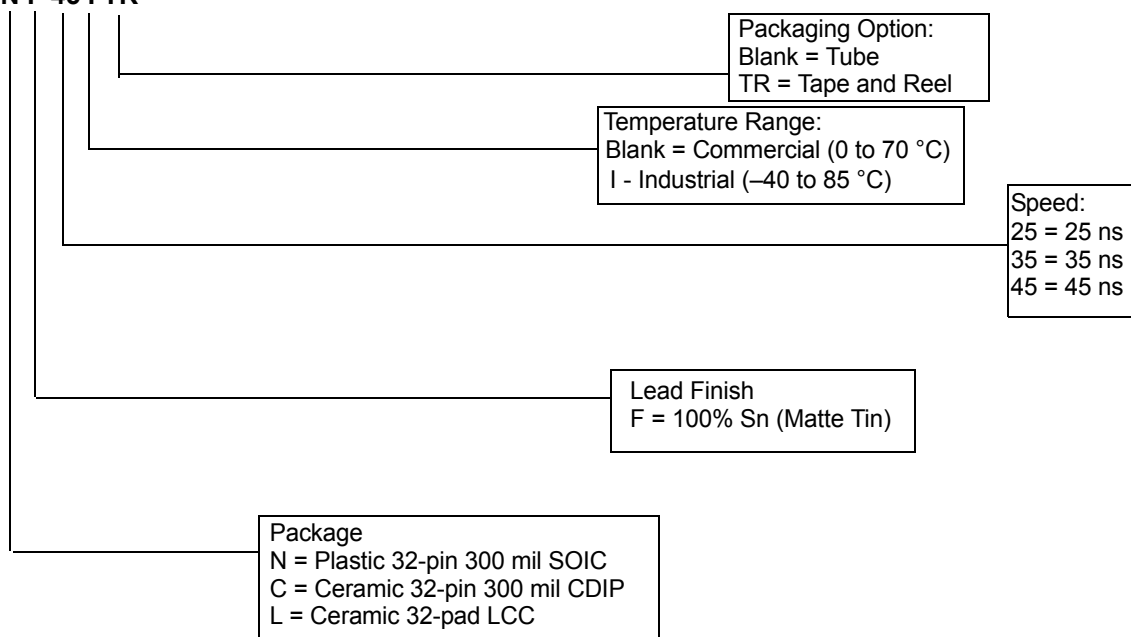 Packaging Option:
Blank = Tube
TR = Tape and Reel
Temperature Range:
Blank = Commercial (0 to 70 °C)
I - Industrial (–40 to 85 °C)
Speed:
25 = 25 ns
35 = 35 ns
45 = 45 ns
Lead Finish
F = 100% Sn (Matte Tin)
Package
N = Plastic 32-pin 300 mil SOIC
C = Ceramic 32-pin 300 mil CDIP
L = Ceramic 32-pad LCC